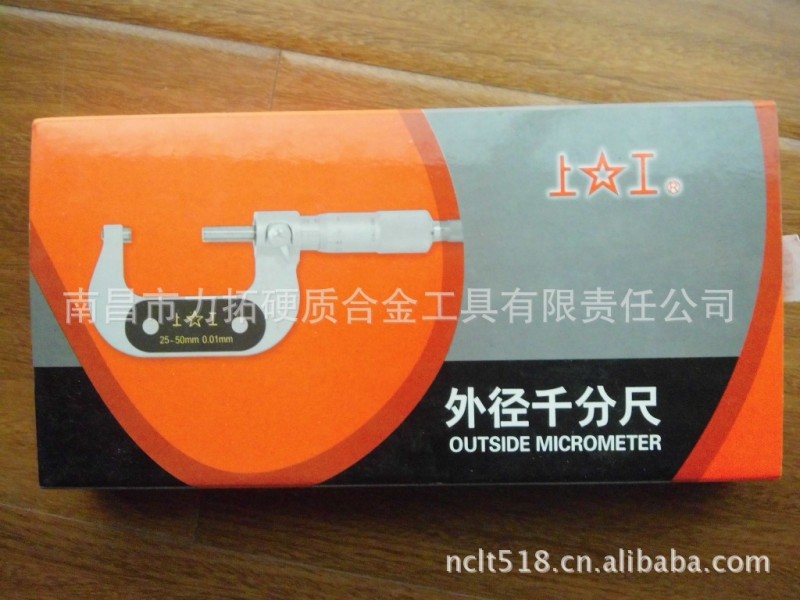 上☆工®
南昌市力拓硬质合金工具有限责任公司
上☆工
25-50mm 0.01mm
外径千分尺
OUTSIDE MICROMETER
nclt518.cn.alibaba.com